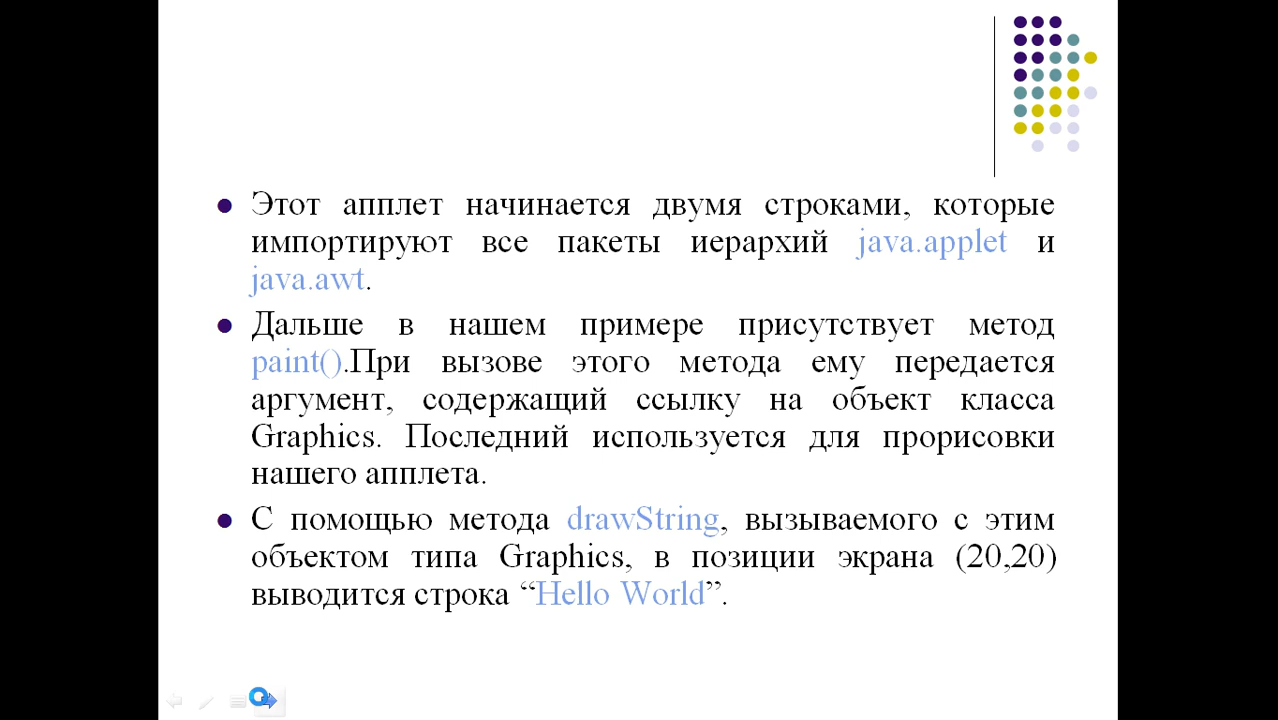 Этот апплет начинается двумя строками, которые
импортируют все пакеты иерархий java.applet и
java.awt.
Дальше в нашем примере присутствует метод
paint().При вызове этого метода ему передается
аргумент, содержащий ссылку на объект класса
Graphics. Последний используется для прорисовки
нашего апплета.
С помощью метода drawString, вызываемого с этим
объектом типа Graphics, в позиции экрана (20,20)
выводится строка “Hello World”.